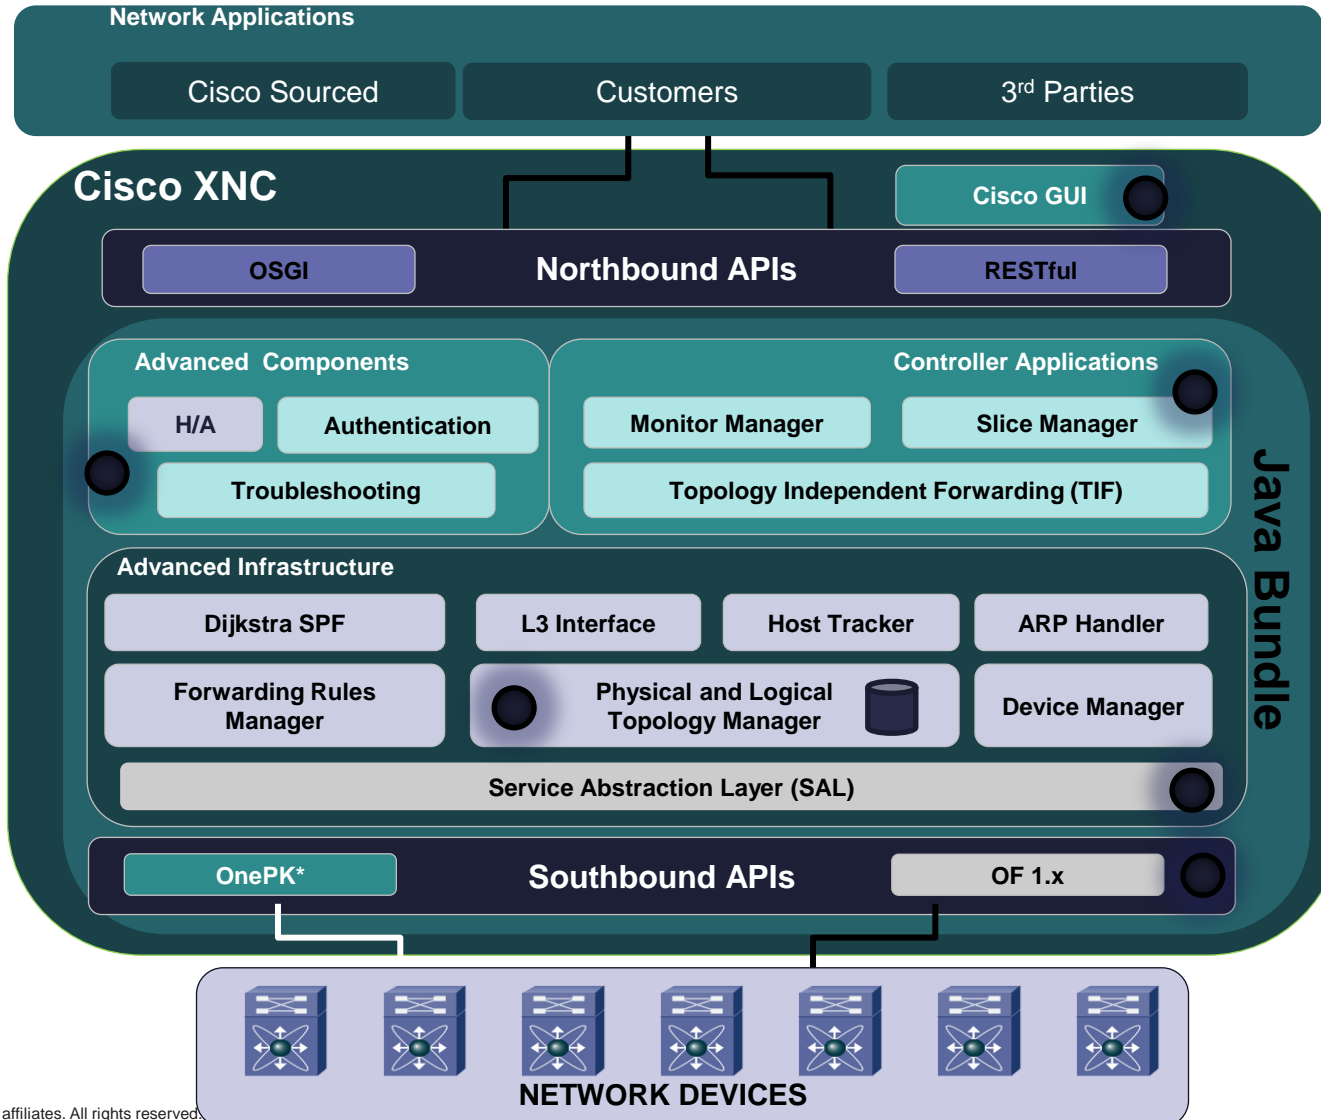 Network Applications
Cisco Sourced
Customers
3rd Parties
Cisco XNC
Cisco GUI
OSGI
Northbound APIs
RESTful
Advanced Components
Controller Applications
H/A
Authentication
Monitor Manager
Slice Manager
Troubleshooting
Topology Independent Forwarding (TIF)
Java Bundle
Advanced Infrastructure
Dijkstra SPF
L3 Interface
Host Tracker
ARP Handler
Forwarding Rules
Manager
Physical and Logical
Topology Manager
Device Manager
Service Abstraction Layer (SAL)
OnePK*
Southbound APIs
OF 1.x
NETWORK DEVICES
affiliates. All rights reserved.